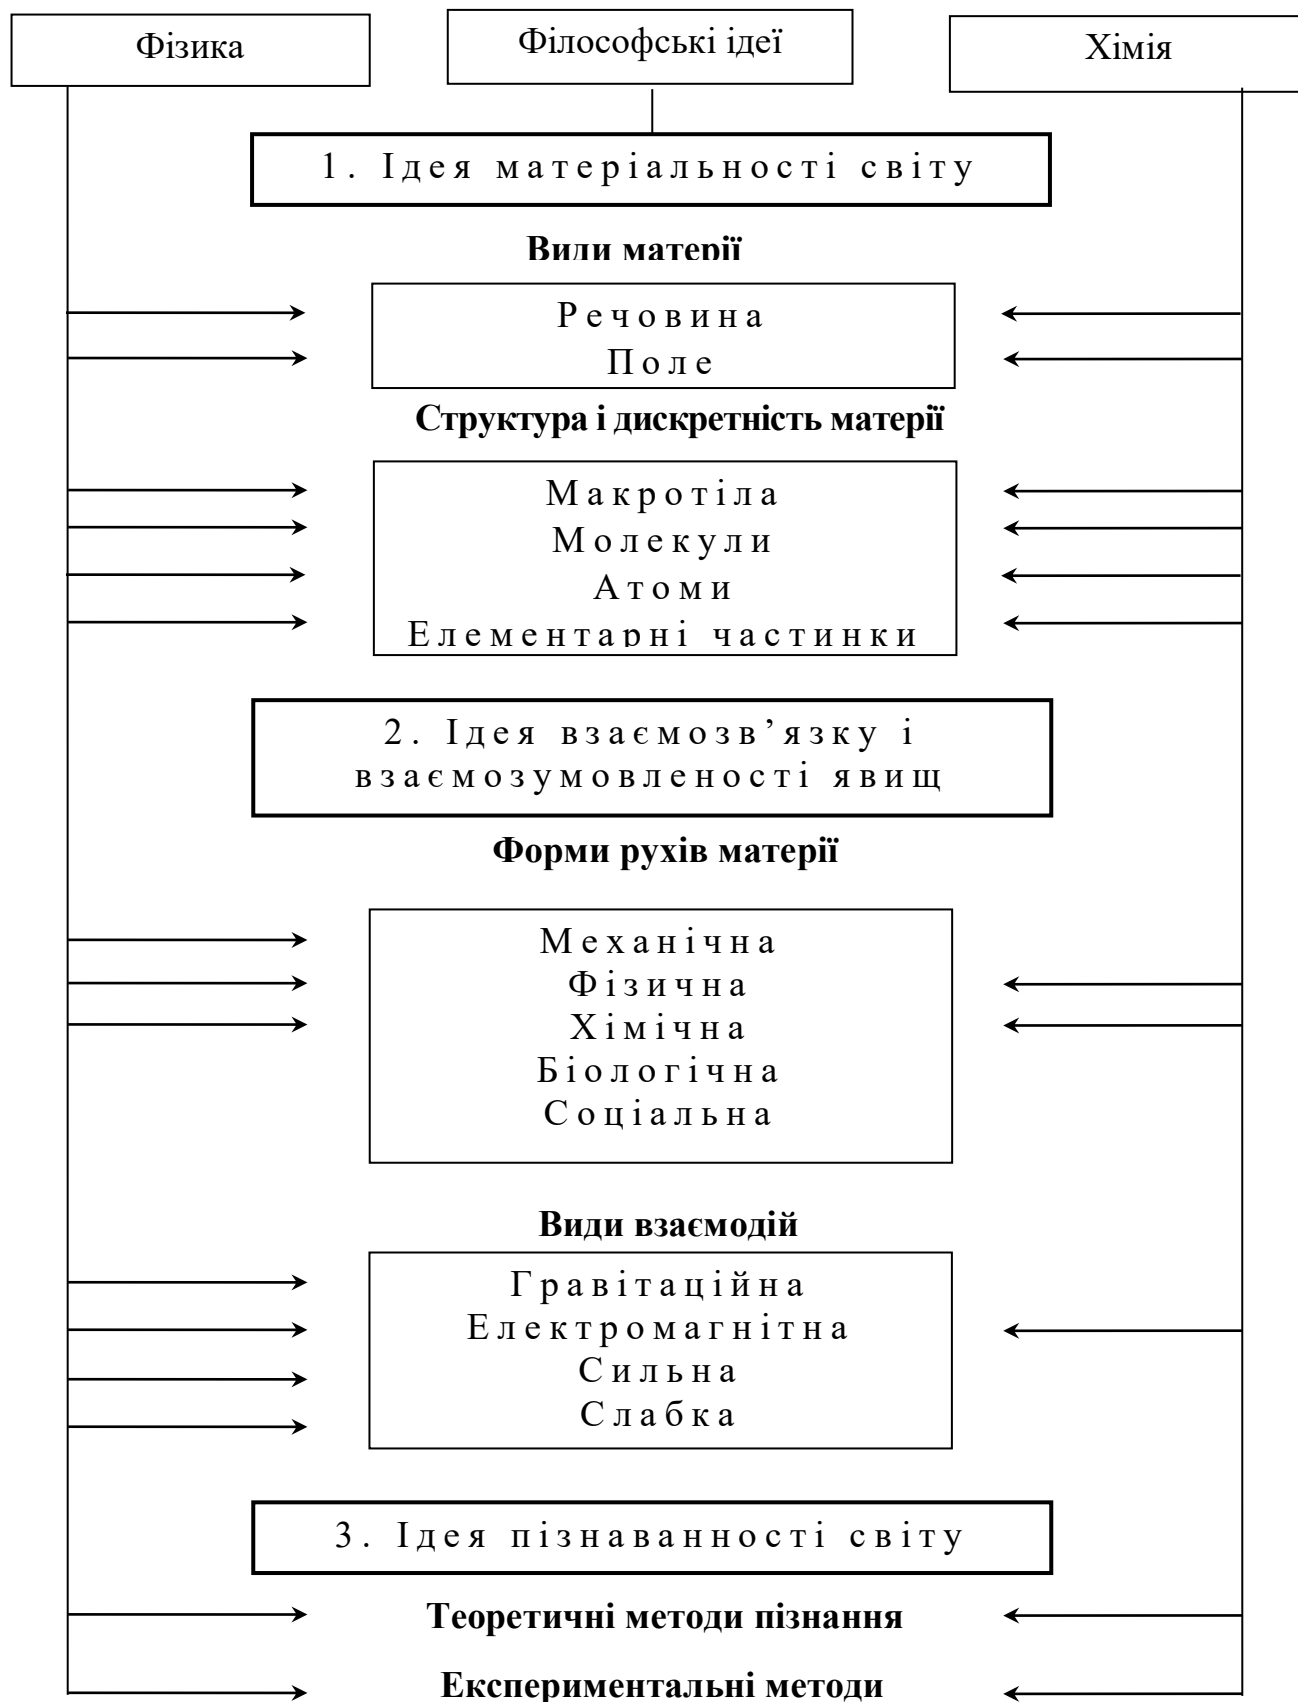 Фізика
Філософські ідеї
Хімія
1. Ідея матеріальності світу
Види матерії
Речовина
Поле
Структура і дискретність матерії
Макротіла
Молекули
Атоми
Елементарні частинки
2. Ідея взаємозв’язку і
взаємозумовленості явищ
Форми рухів матерії
Механічна
Фізична
Хімічна
Біологічна
Соціальна
Види взаємодій
Гравітаційна
Електромагнітна
Сильна
Слабка
3. Ідея пізнаванності світу
Теоретичні методи пізнання
Експериментальні методи